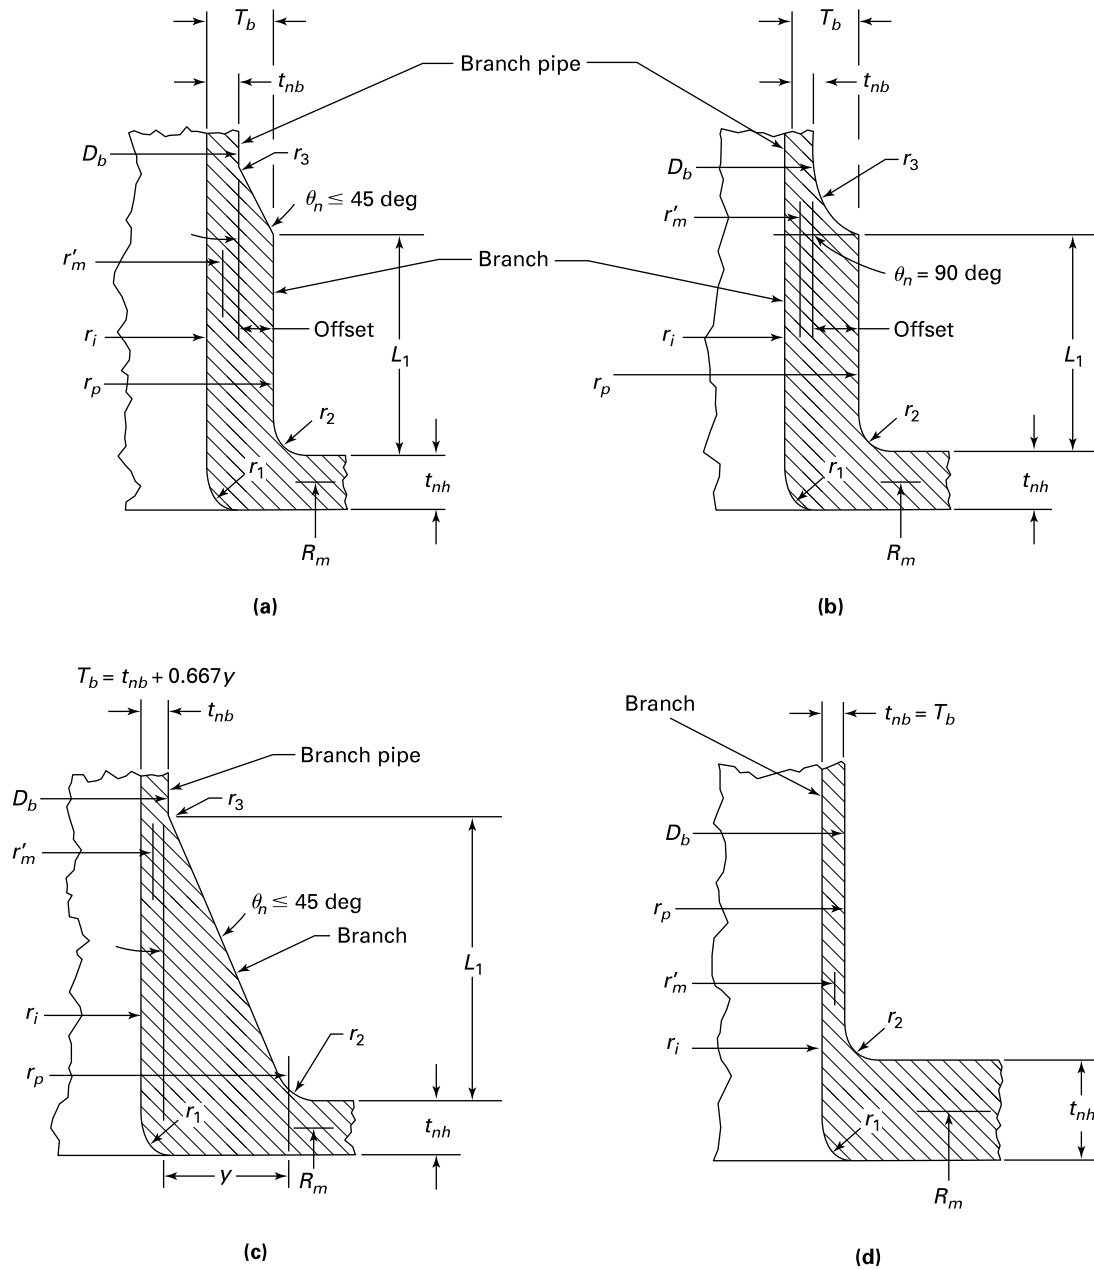 T_b
t_nb
Branch pipe
D_b
r_3
θ_n ≤ 45 deg
r′_m
Branch
r_i
Offset
L_1
r_p
r_2
r_1
t_nh
R_m
(a)
T_b
t_nb
D_b
r_3
r′_m
θ_n = 90 deg
r_i
Offset
L_1
r_p
r_2
r_1
t_nh
R_m
(b)
T_b = t_nb + 0.667y
t_nb
Branch pipe
D_b
r_3
r′_m
θ_n ≤ 45 deg
Branch
L_1
r_i
r_2
r_p
r_1
t_nh
y
R_m
(c)
Branch
t_nb = T_b
D_b
r_p
r′_m
r_2
r_i
r_1
t_nh
R_m
(d)